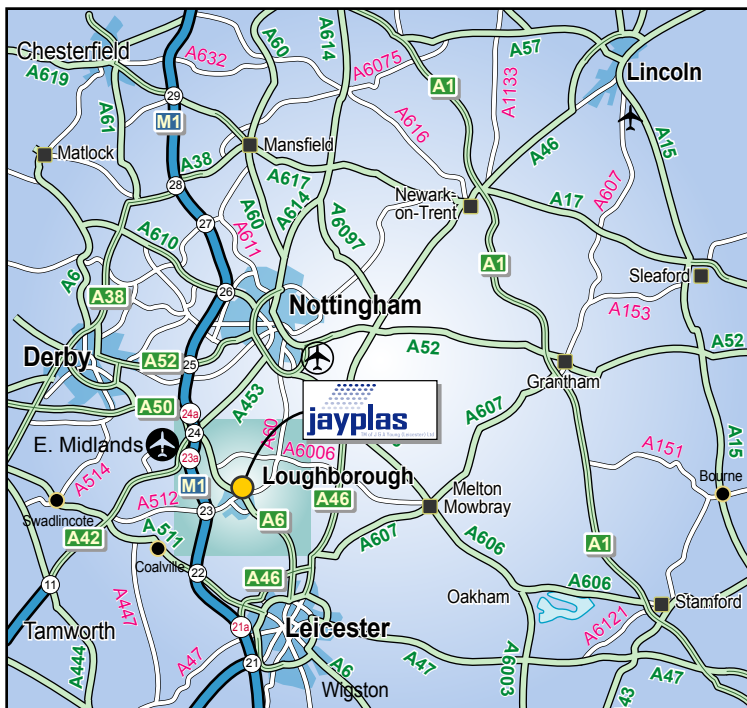 Chesterfield
A632
A60
A614
A6075
A57
A619
A1
A1133
Lincoln
29
A61
M1
A616
A46
A15
Matlock
A38
Mansfield
A607
28
A617
Newark-
on-Trent
A17
A60
A614
A6097
27
A610
A611
A1
A6
Sleaford
A38
26
Nottingham
A153
Derby
A52
25
A52
A52
Grantham
A50
A453
24a
jayplas
A607
24
E. Midlands
A60
A6006
A151
A15
23a
Loughborough
A514
M1
A46
Bourne
A512
Melton
Mowbray
Swadlincote
23
A6
A42
A511
A607
A1
Coalville
A606
22
A46
A606
11
Oakham
Stamford
A447
21a
Leicester
A6121
Tamworth
A47
21
A47
A444
A6
A6003
A47
Wigston
43